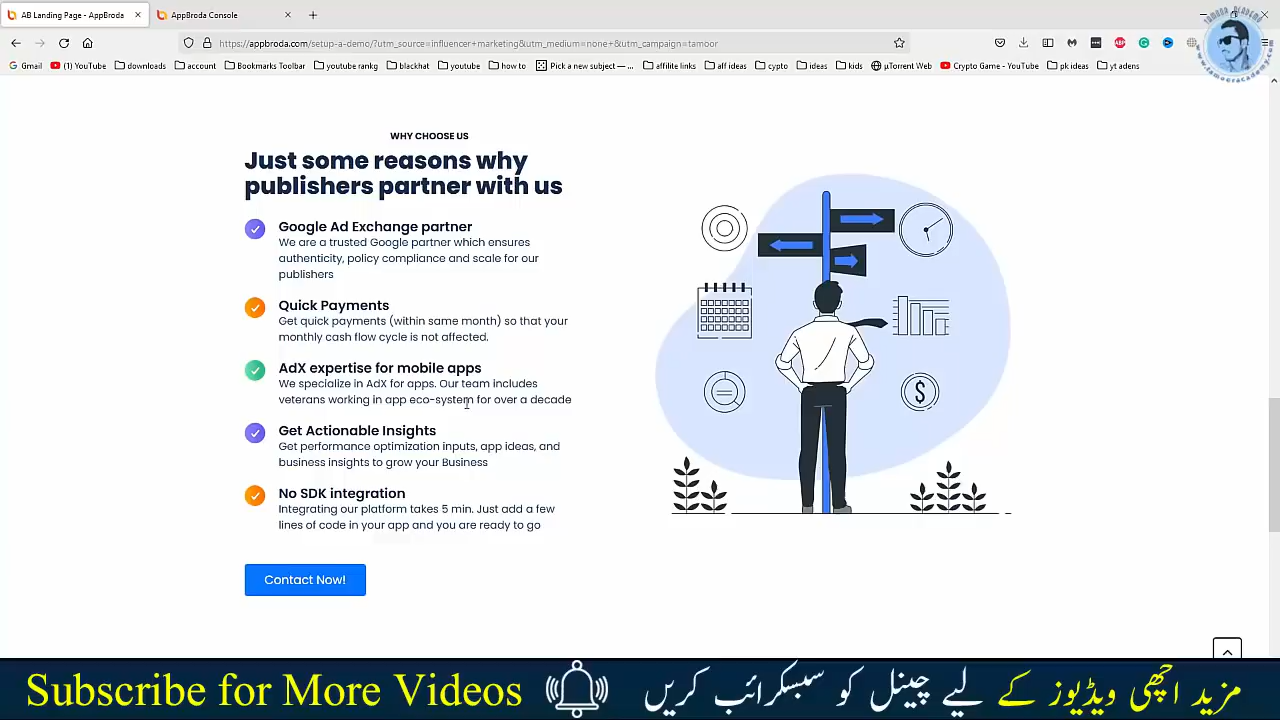 AB Landing Page - AppBroda
AppBroda Console
https://appbroda.com/setup-a-demo/?utm
Gmail (1) YouTube downloads account Bookmarks Toolbar youtube rankg blackhat youtube how to Pick a new subject — ... affilite links aff ideas cypto ideas kids µTorrent Web Crypto Game - YouTube pk ideas yt adens
WHY CHOOSE US
Just some reasons why
publishers partner with us
Google Ad Exchange partner
We are a trusted Google partner which ensures
authenticity, policy compliance and scale for our
publishers
Quick Payments
Get quick payments (within same month) so that your
monthly cash flow cycle is not affected.
AdX expertise for mobile apps
We specialize in AdX for apps. Our team includes
veterans working in app eco-system for over a decade
Get Actionable Insights
Get performance optimization inputs, app ideas, and
business insights to grow your Business
No SDK integration
Integrating our platform takes 5 min. Just add a few
lines of code in your app and you are ready to go
Contact Now!
Subscribe for More Videos
مزید اچھی ویڈیوز کے لیے چینل کو سبسکرائب کریں